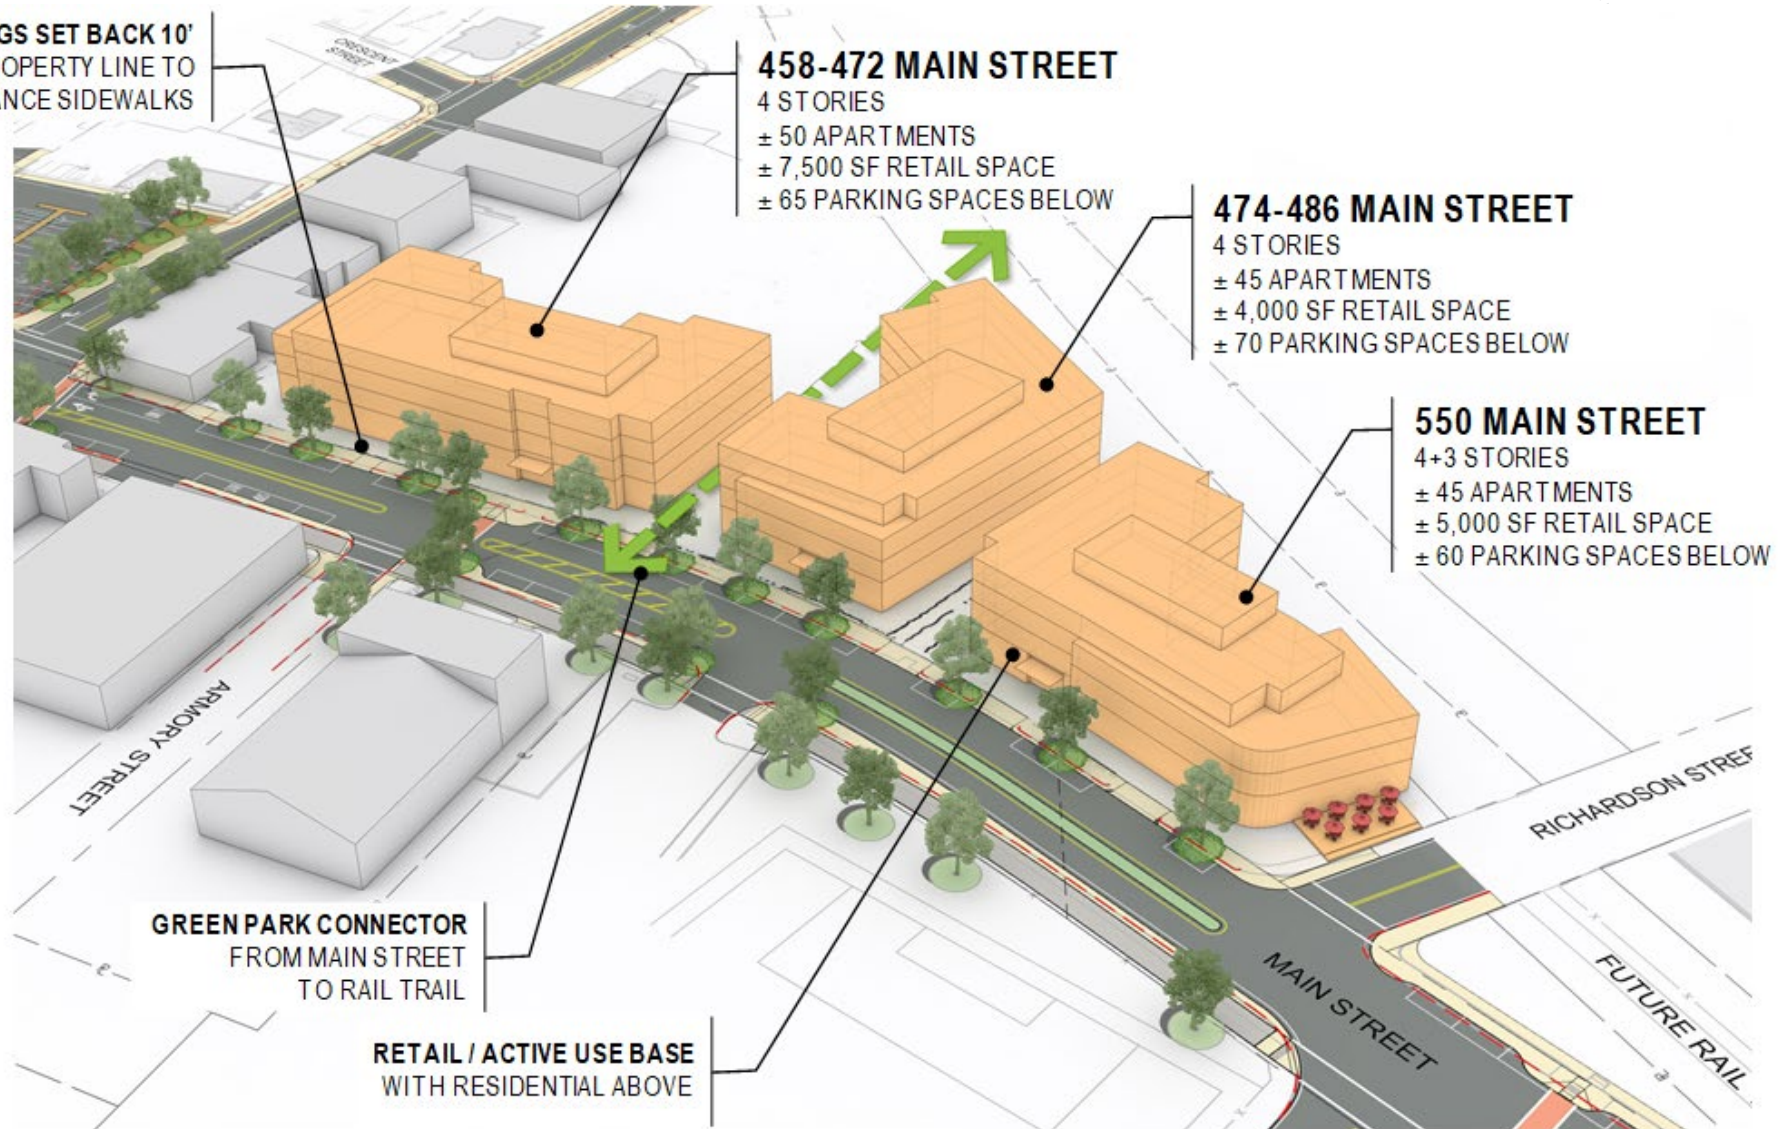 GS SET BACK 10'
OPERTY LINE TO
ANCE SIDEWALKS
CRESCENT
STREET
458-472 MAIN STREET
4 STORIES
± 50 APARTMENTS
± 7,500 SF RETAIL SPACE
± 65 PARKING SPACES BELOW
474-486 MAIN STREET
4 STORIES
± 45 APARTMENTS
± 4,000 SF RETAIL SPACE
± 70 PARKING SPACES BELOW
550 MAIN STREET
4+3 STORIES
± 45 APARTMENTS
± 5,000 SF RETAIL SPACE
± 60 PARKING SPACES BELOW
ARMORY STREET
RICHARDSON STREE
GREEN PARK CONNECTOR
FROM MAIN STREET
TO RAIL TRAIL
RETAIL / ACTIVE USE BASE
WITH RESIDENTIAL ABOVE
MAIN STREET
FUTURE RAIL